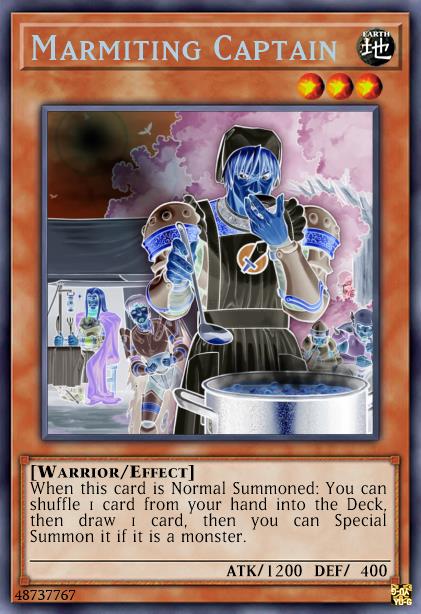 MARMITING CAPTAIN
EARTH
地
[WARRIOR/EFFECT]
When this card is Normal Summoned: You can
shuffle 1 card from your hand into the Deck,
then draw 1 card, then you can Special
Summon it if it is a monster.
ATK/1200 DEF/ 400
48737767